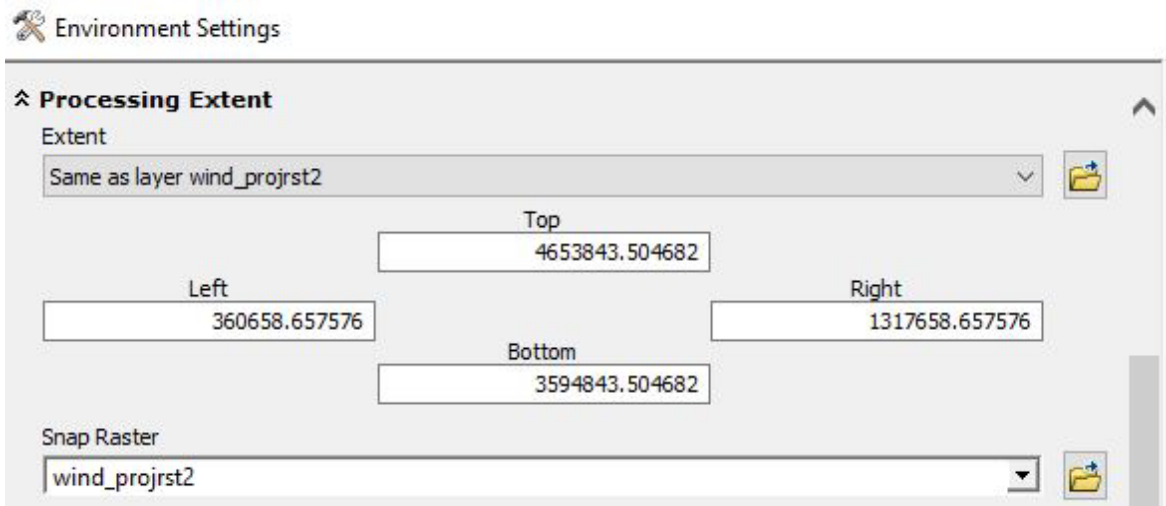 Environment Settings
Processing Extent
Extent
Same as layer wind_projrst2
Top
4653843.504682
Left
Right
360658.657576
1317658.657576
Bottom
3594843.504682
Snap Raster
wind_projrst2